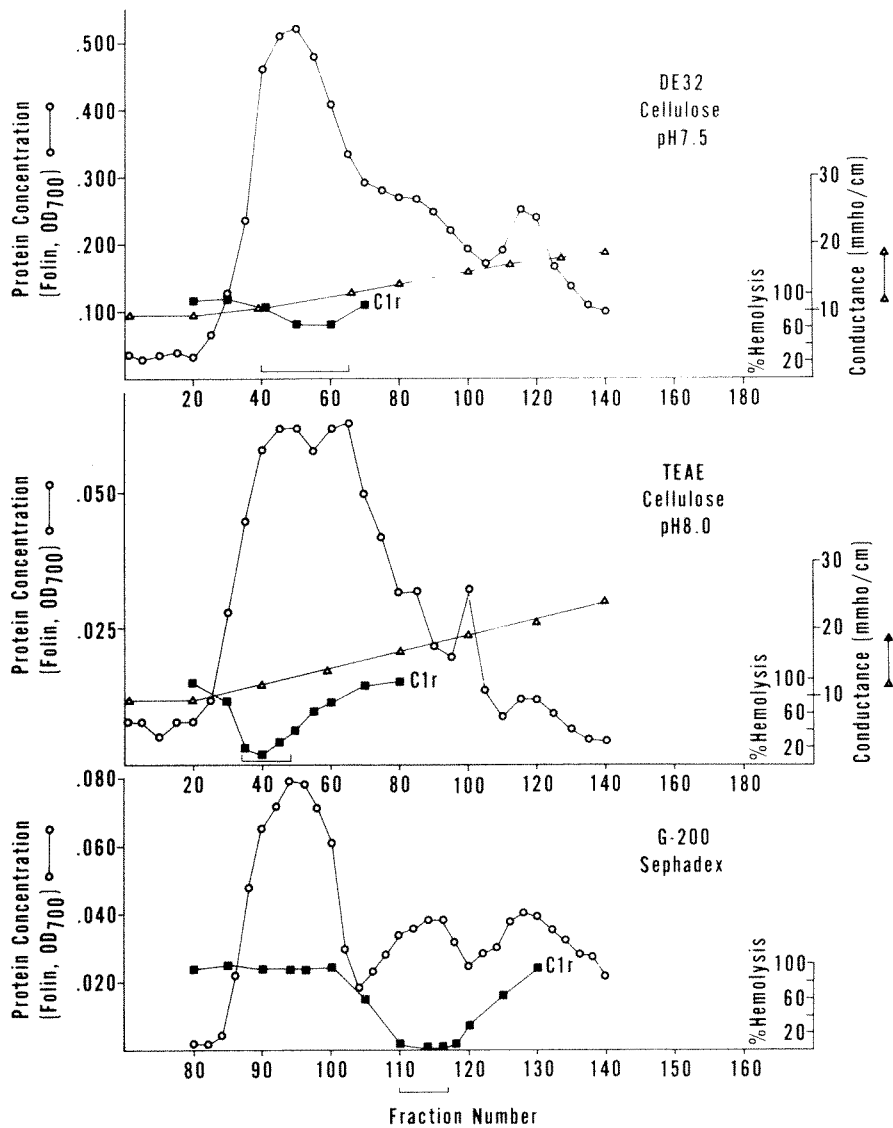 .500
.400
.300
.200
.100
Protein Concentration
(Folin, OD700)
DE32
Cellulose
pH7.5
C1r
%Hemolysis
100
60
20
30
20
10
Conductance (mmho/cm)
20 40 60 80 100 120 140 160 180
.050
.025
Protein Concentration
(Folin, OD700)
TEAE
Cellulose
pH8.0
C1r
%Hemolysis
100
60
20
30
20
10
Conductance (mmho/cm)
20 40 60 80 100 120 140 160 180
.080
.060
.040
.020
Protein Concentration
(Folin, OD700)
G-200
Sephadex
C1r
%Hemolysis
100
60
20
80 90 100 110 120 130 140 150 160
Fraction Number